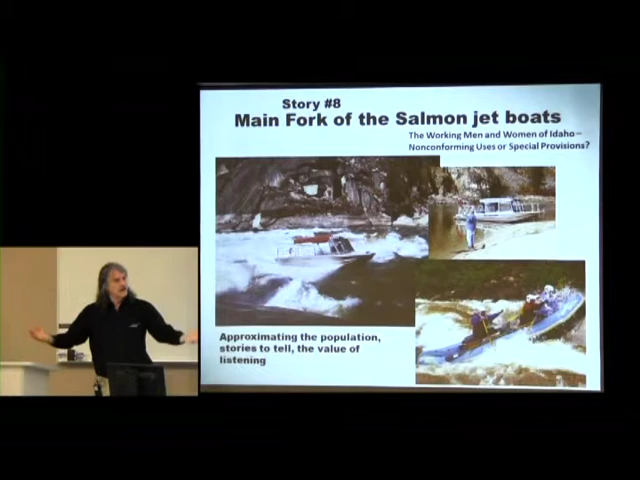 Story #8
Main Fork of the Salmon jet boats
The Working Men and Women of Idaho–
Nonconforming Uses or Special Provisions?
Approximating the population,
stories to tell, the value of
listening